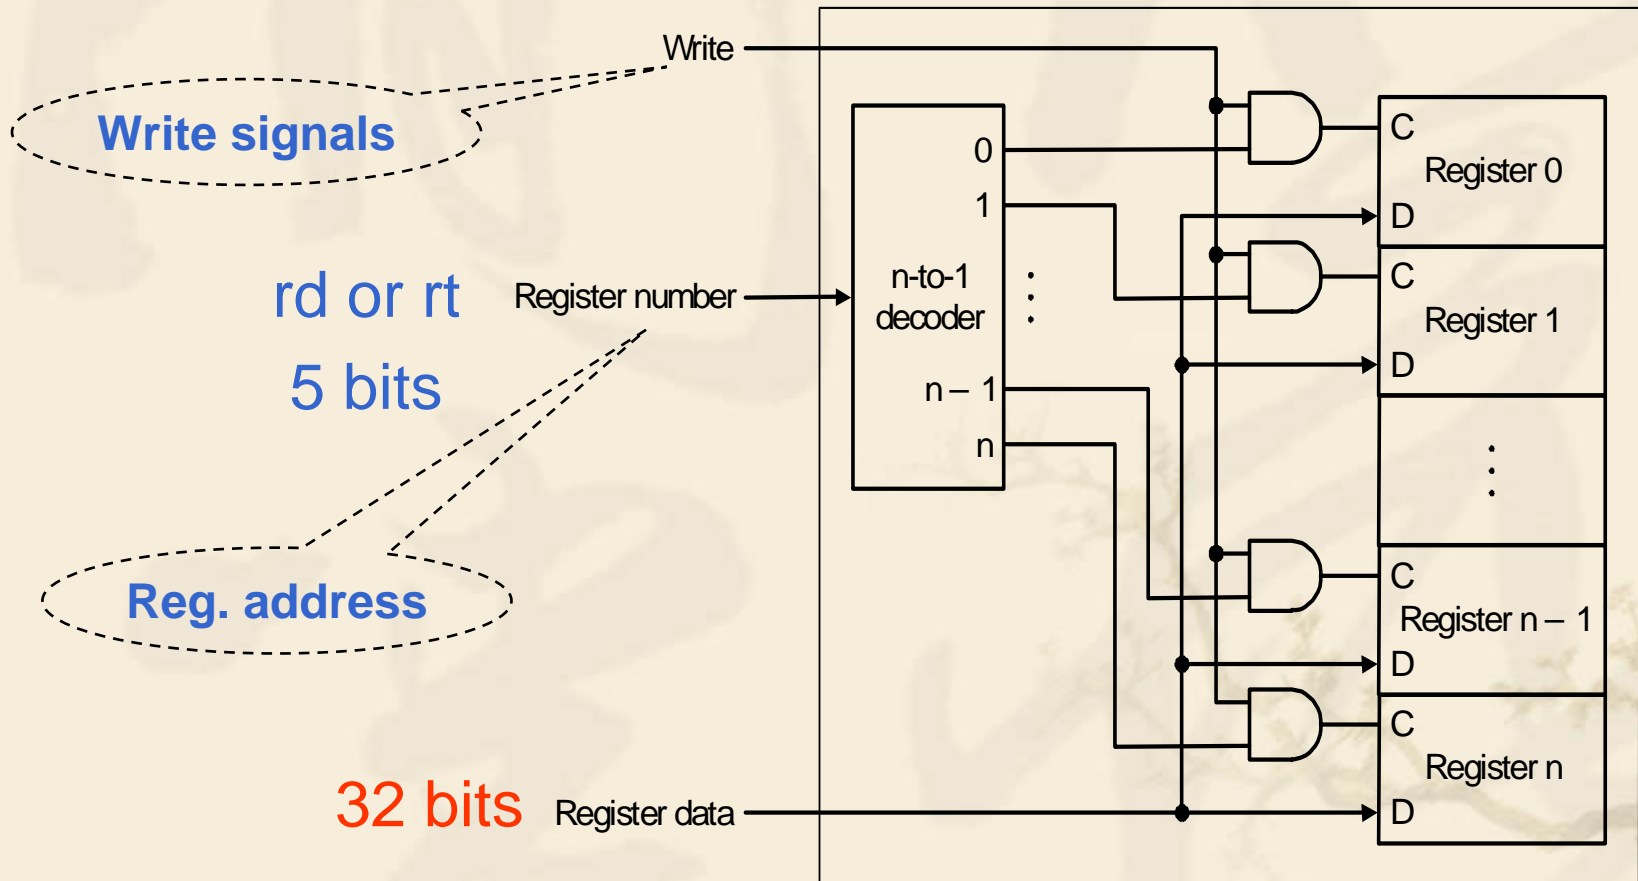 Write
Write signals
rd or rt
5 bits
Register number
Reg. address
32 bits
Register data
0
1
n-to-1
decoder
n – 1
n
C
Register 0
D
C
Register 1
D
C
Register n – 1
D
C
Register n
D